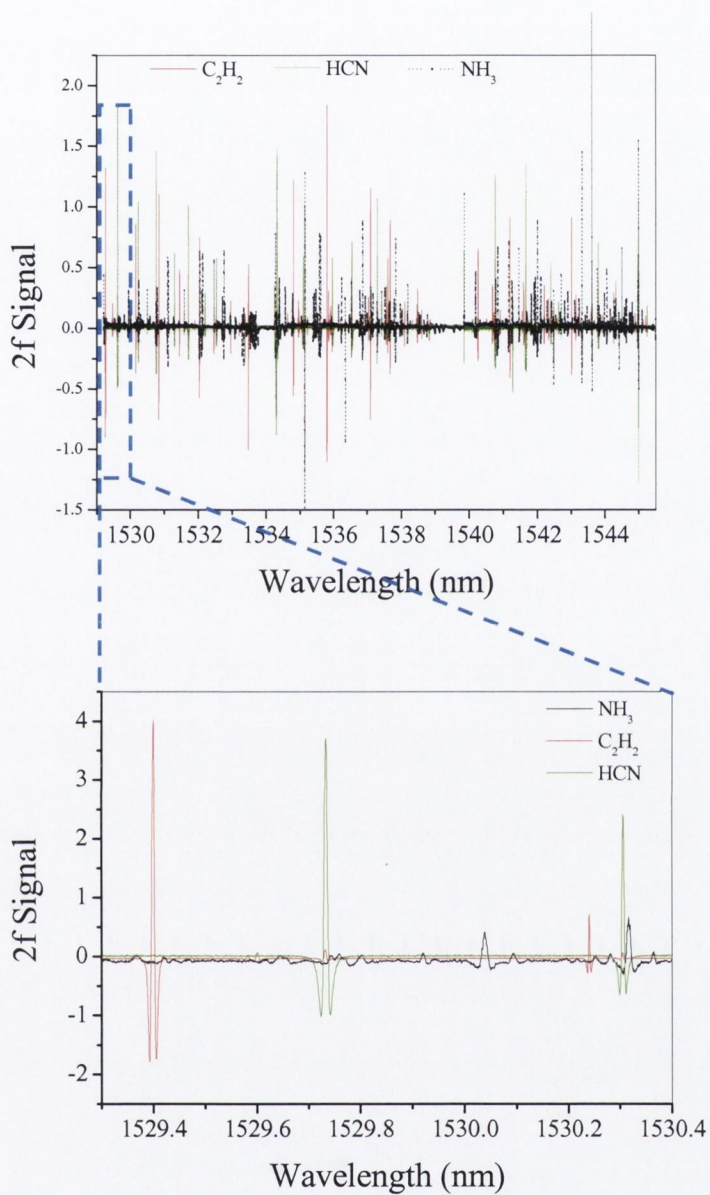 C₂H₂ HCN NH₃
2.0
1.5
1.0
0.5
0.0
-0.5
-1.0
-1.5
2f Signal
1530 1532 1534 1536 1538 1540 1542 1544
Wavelength (nm)
NH₃
C₂H₂
HCN
4
3
2
1
0
-1
-2
2f Signal
1529.4 1529.6 1529.8 1530.0 1530.2 1530.4
Wavelength (nm)